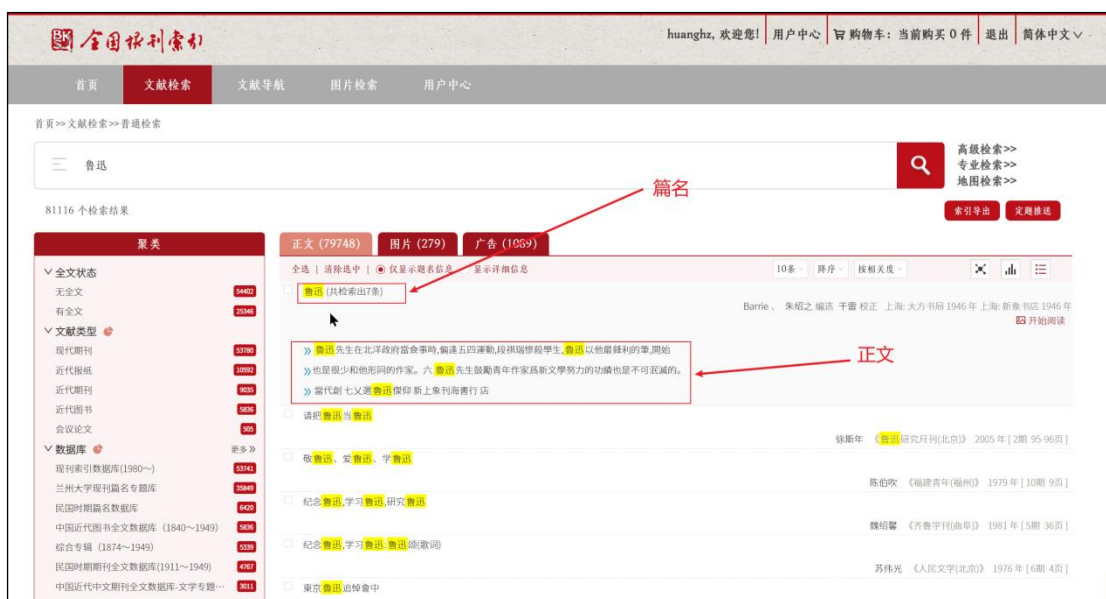 全国报刊索引
huanghz, 欢迎您! 用户中心 购物车: 当前购买 0 件 退出 简体中文
首页 文献检索 文献导航 图片检索 用户中心
首页>>文献检索>>普通检索
鲁迅
高级检索>>
专业检索>>
地图检索>>
篇名
81116 个检索结果
索引导出 定题推送
聚类
全文状态
无全文 54402
有全文 25346
文献类型
现代期刊 53780
近代报纸 10592
近代期刊 9035
近代图书 5836
会议论文 505
数据库 更多》
现刊索引数据库(1980～) 53741
兰州大学现刊篇名专题库 35849
民国时期篇名数据库 6420
中国近代图书全文数据库 (1840～1949) 5836
综合专辑 (1874～1949) 5339
民国时期期刊全文数据库(1911～1949) 4767
中国近代中文期刊全文数据库-文学专题… 3011
正文 (79748) 图片 (279) 广告 (1089)
全选 | 清除选中 | 仅显示题名信息 显示详细信息
10条 降序 按相关度
鲁迅 (共检索出7条)
Barrie 、 朱绍之 编选 干雷 校正 上海: 大方书局 1946 年 上海: 新象书店 1946 年
开始阅读
» 魯迅先生在北洋政府當僉事時,偏逢五四運動,段祺瑞慘殺學生,魯迅以他最鋒利的筆,開始
»也是很少和他形同的作家。六 魯迅先生鼓勵青年作家爲新文學努力的功績也是不可泯滅的。
» 當代創 七乂選魯迅傑仰 新上象刊海書行 店
正文
请把鲁迅当鲁迅
徐斯年 《鲁迅研究月刊(北京)》 2005 年 [ 2期 95-96页 ]
敬鲁迅、爱鲁迅、学鲁迅
陈伯吹 《福建青年(福州)》 1979 年 [ 10期 9页 ]
纪念鲁迅,学习鲁迅,研究鲁迅
魏绍馨 《齐鲁学刊(曲阜)》 1981 年 [ 5期 36页 ]
纪念鲁迅,学习鲁迅:鲁迅颂(歌词)
苏伟光 《人民文学(北京)》 1976 年 [ 6期 4页 ]
東京魯迅追悼會中